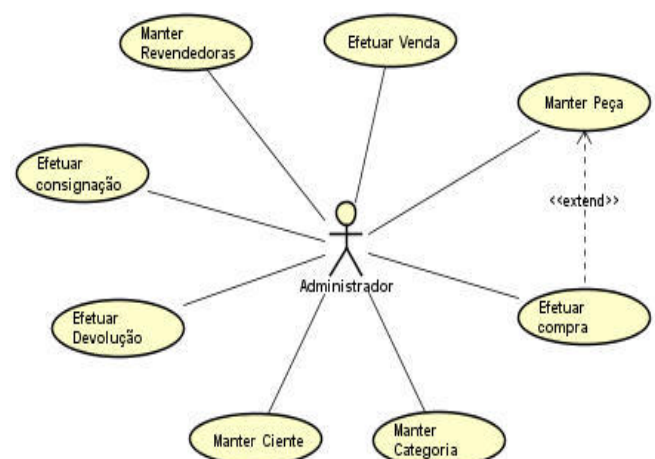 Manter
Revendedoras
Efetuar Venda
Manter Peça
Efetuar
consignação
<<extend>>
Administrador
Efetuar
Devolução
Efetuar
compra
Manter Ciente
Manter
Categoria